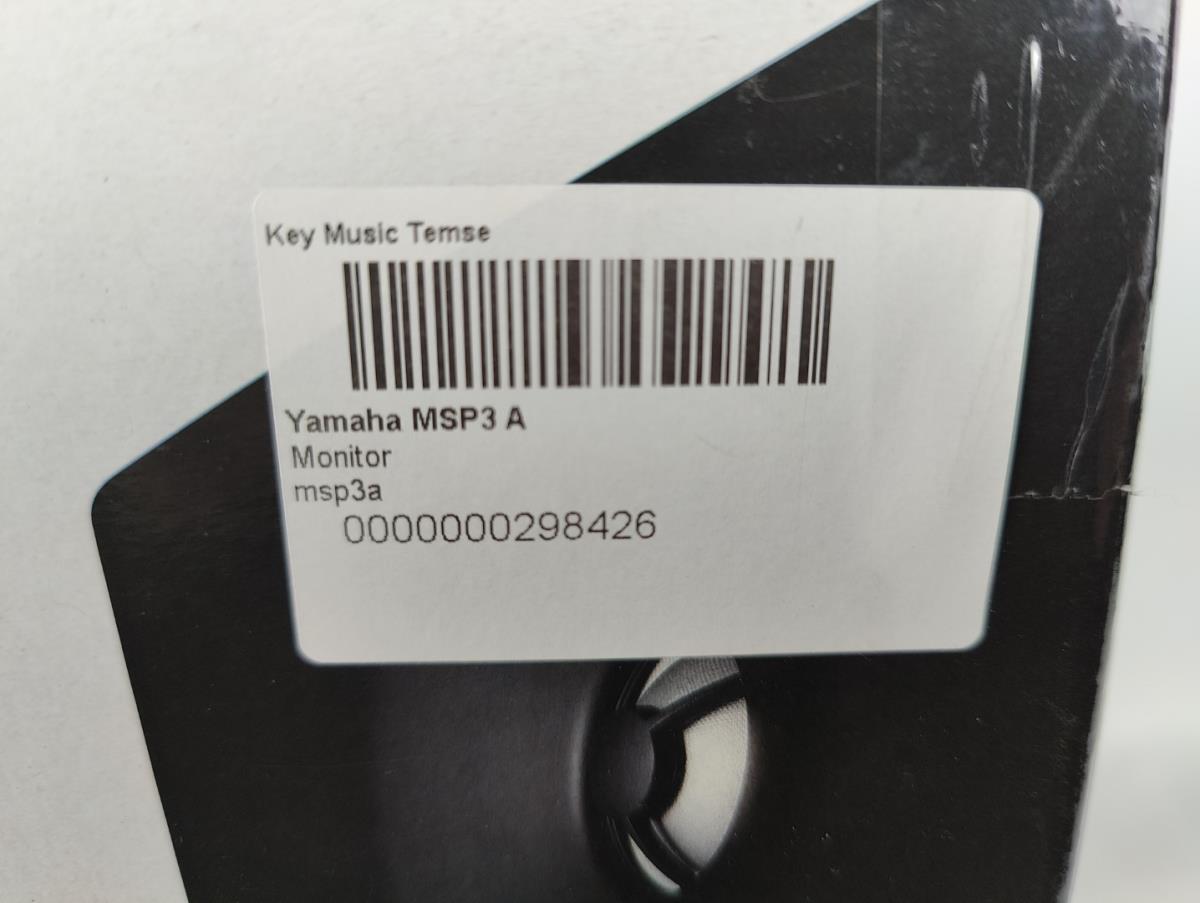 Key Music Temse
Yamaha MSP3 A
Monitor
msp3a
0000000298426